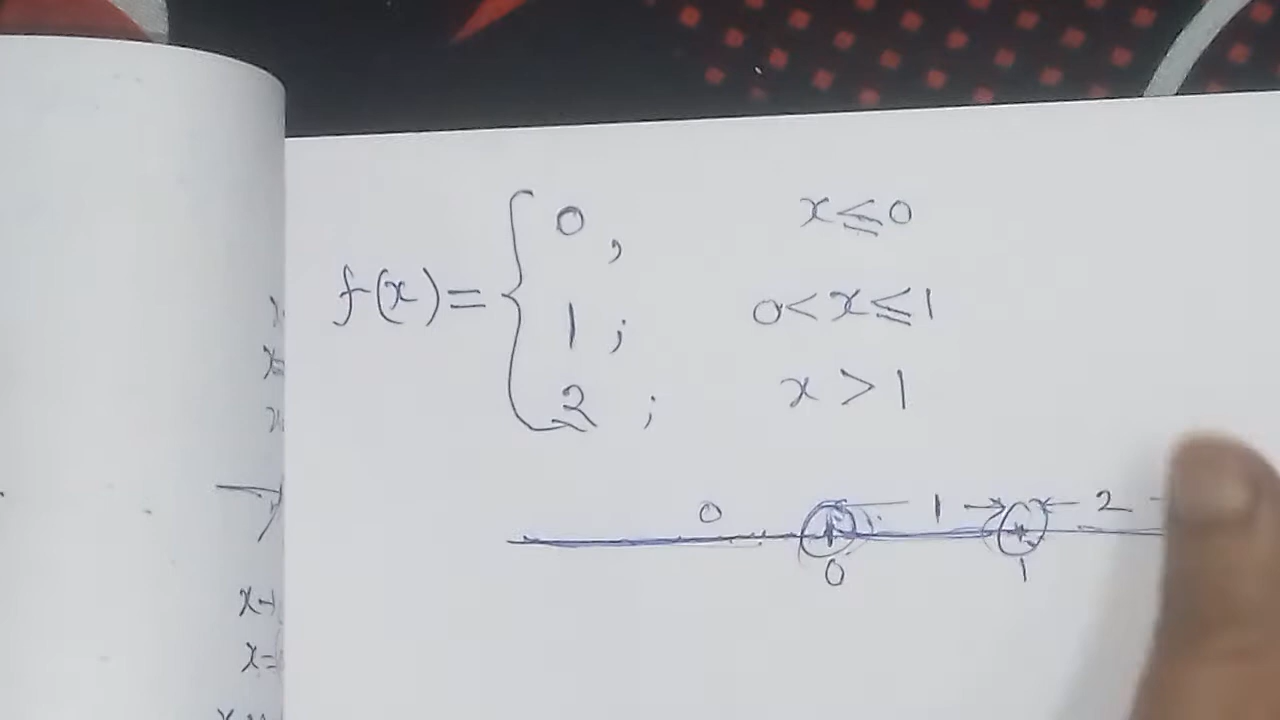 f(x) = { 0 , x ≤ 0
1 ; 0 < x ≤ 1
2 ; x > 1
0 1 2
0 1
x
x=
x
x→
x=